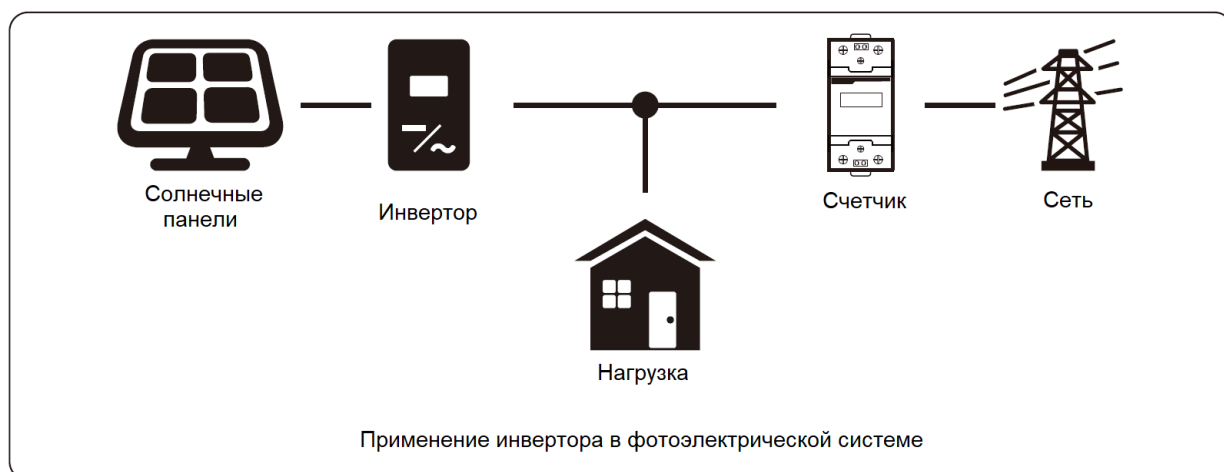 Солнечные
панели
Инвертор
Счетчик
Сеть
Нагрузка
Применение инвертора в фотоэлектрической системе